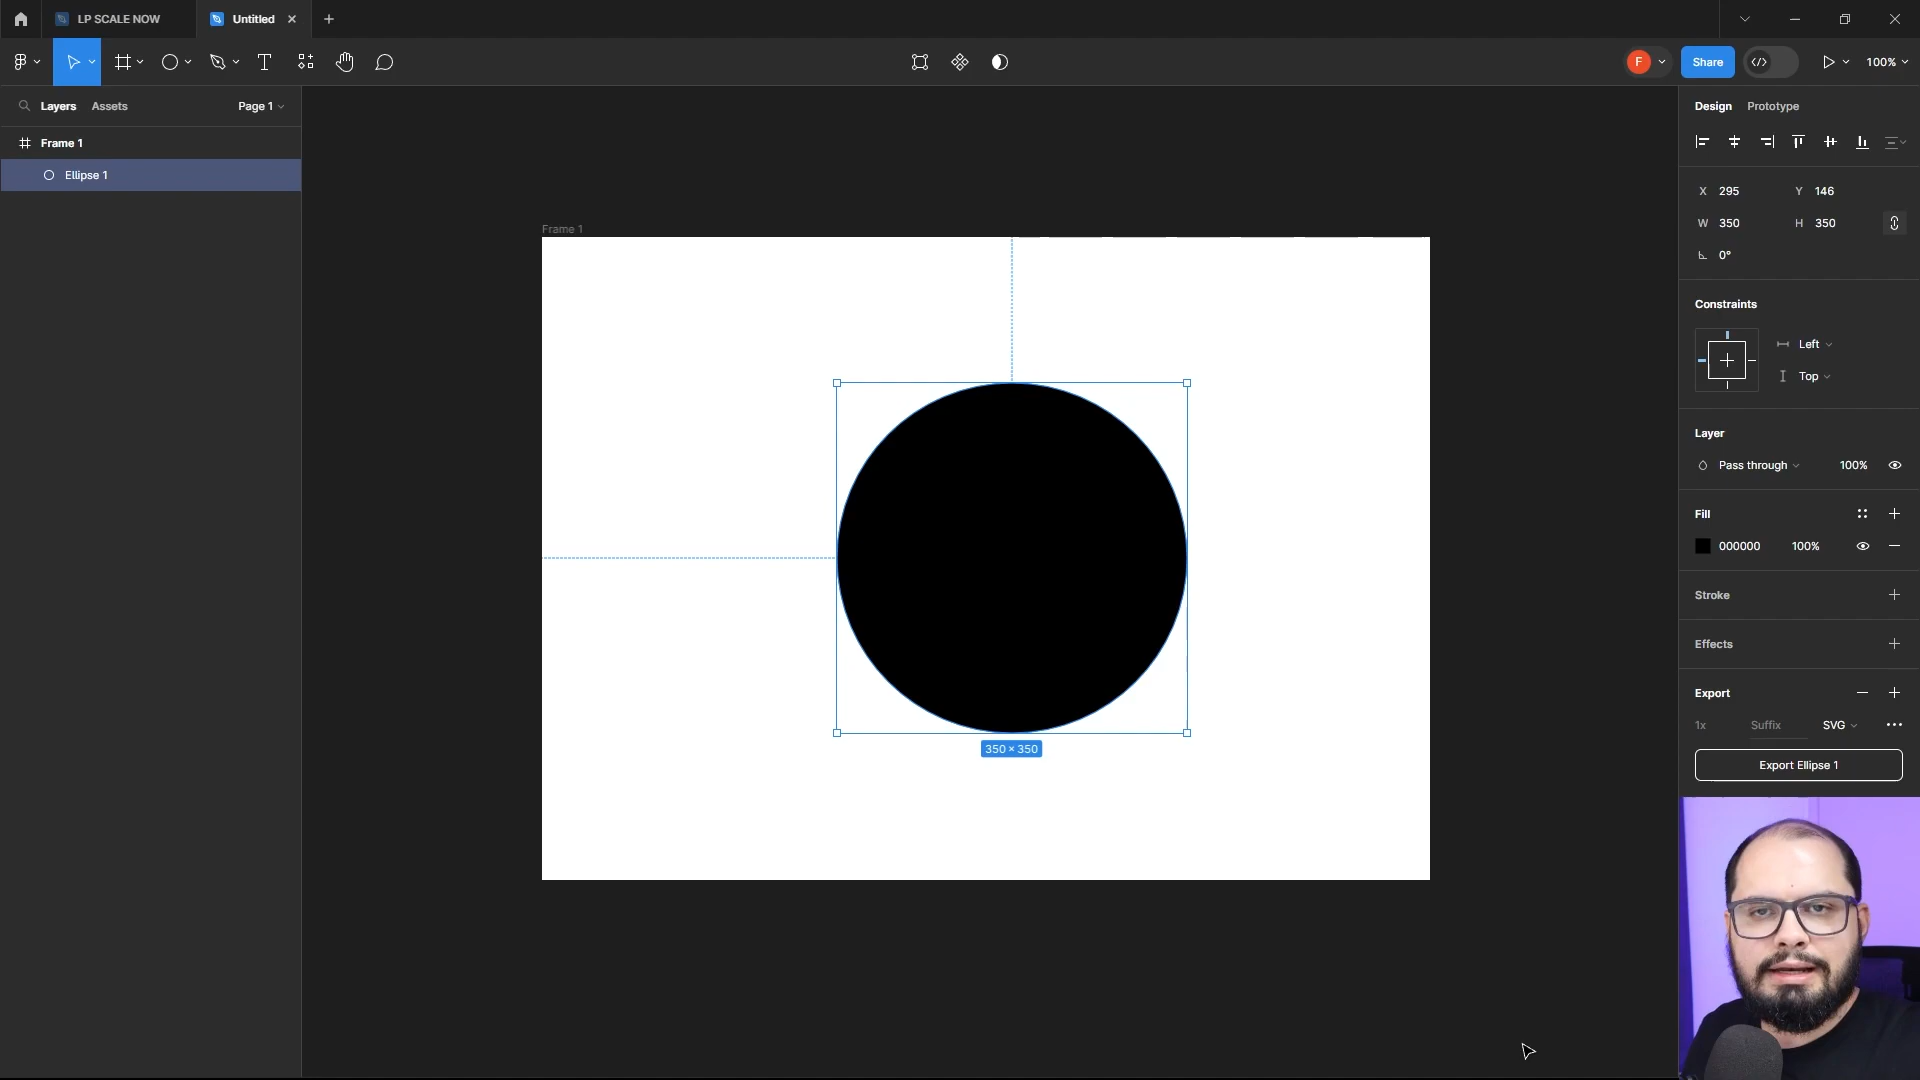 LP SCALE NOW
Untitled
F
Share
100%
Layers
Assets
Page 1
Design
Prototype
Frame 1
Ellipse 1
X 295
Y 146
W 350
H 350
0°
Constraints
Left
Top
Layer
Pass through
100%
Fill
000000
100%
Stroke
Effects
Export
1x
Suffix
SVG
Export Ellipse 1
Frame 1
350 × 350